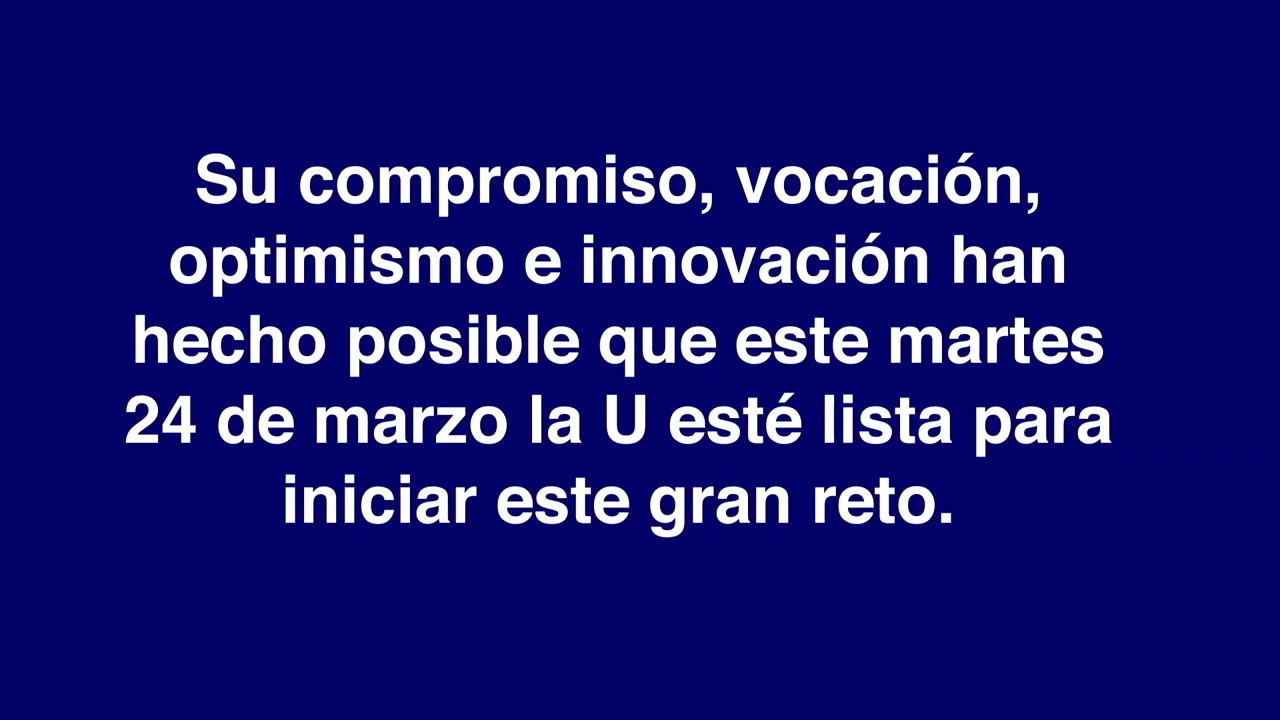 Su compromiso, vocación,
optimismo e innovación han
hecho posible que este martes
24 de marzo la U esté lista para
iniciar este gran reto.